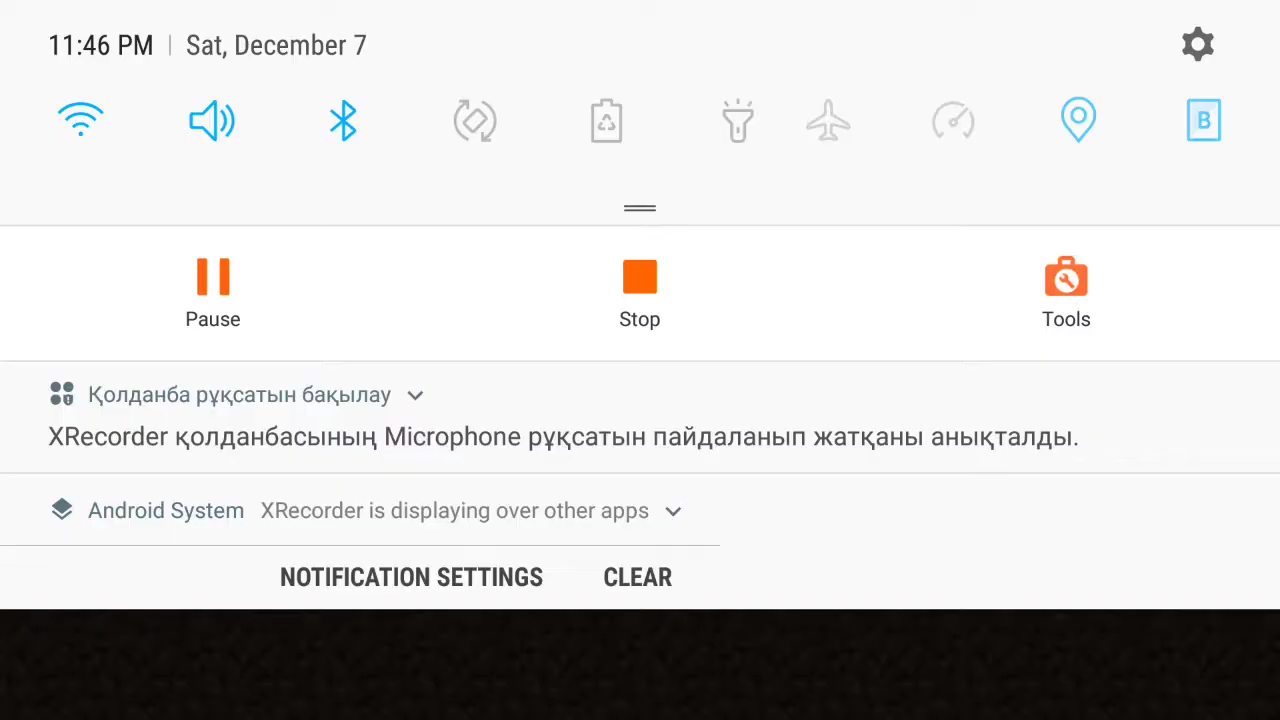 11:46 PM | Sat, December 7
B
Pause Stop Tools
Қолданба рұқсатын бақылау
XRecorder қолданбасының Microphone рұқсатын пайдаланып жатқаны анықталды.
Android System XRecorder is displaying over other apps
NOTIFICATION SETTINGS CLEAR